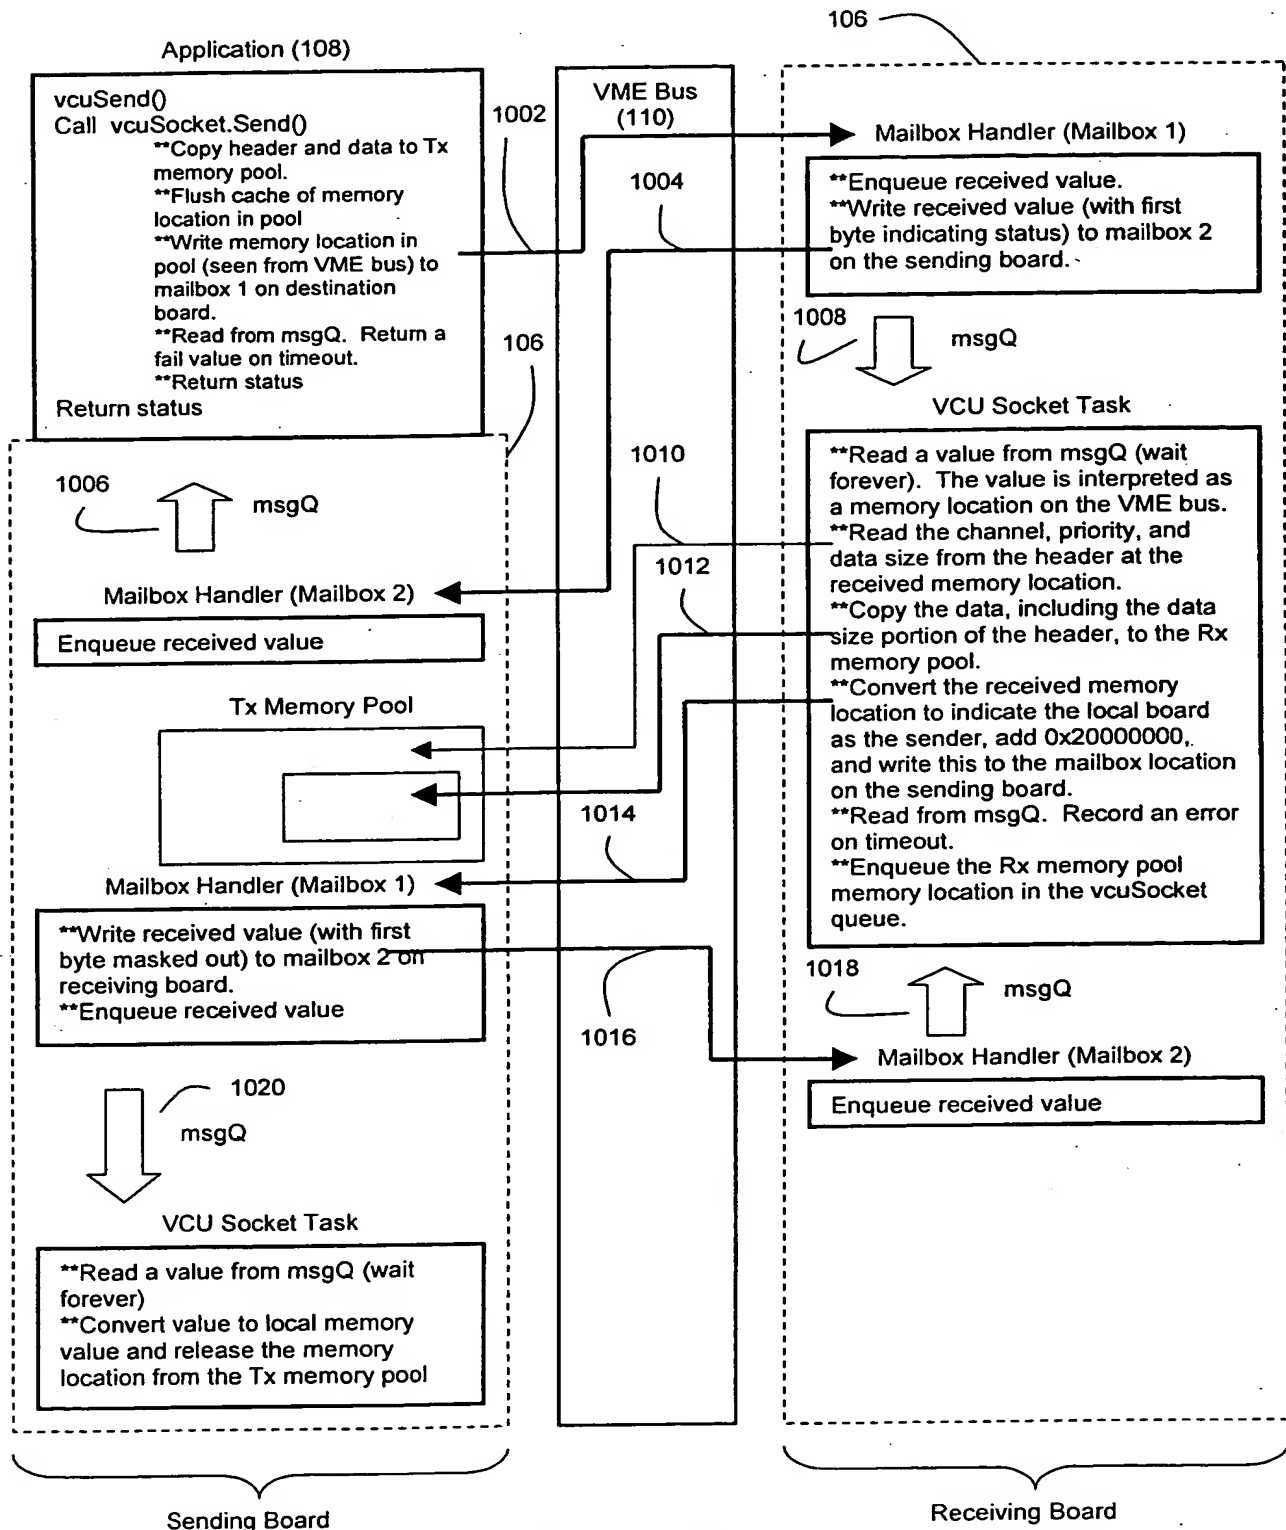 106
Application (108)
vcuSend()
Call vcuSocket.Send()
**Copy header and data to Tx
memory pool.
**Flush cache of memory
location in pool
**Write memory location in
pool (seen from VME bus) to
mailbox 1 on destination
board.
**Read from msgQ. Return a
fail value on timeout.
**Return status
Return status
106
1006
msgQ
Mailbox Handler (Mailbox 2)
Enqueue received value
Tx Memory Pool
Mailbox Handler (Mailbox 1)
**Write received value (with first
byte masked out) to mailbox 2 on
receiving board.
**Enqueue received value
1020
msgQ
VCU Socket Task
**Read a value from msgQ (wait
forever)
**Convert value to local memory
value and release the memory
location from the Tx memory pool
Sending Board
VME Bus
(110)
1002
1004
1010
1012
1014
1016
Mailbox Handler (Mailbox 1)
**Enqueue received value.
**Write received value (with first
byte indicating status) to mailbox 2
on the sending board.
1008
msgQ
VCU Socket Task
**Read a value from msgQ (wait
forever). The value is interpreted as
a memory location on the VME bus.
**Read the channel, priority, and
data size from the header at the
received memory location.
**Copy the data, including the data
size portion of the header, to the Rx
memory pool.
**Convert the received memory
location to indicate the local board
as the sender, add 0x20000000,
and write this to the mailbox location
on the sending board.
**Read from msgQ. Record an error
on timeout.
**Enqueue the Rx memory pool
memory location in the vcuSocket
queue.
1018
msgQ
Mailbox Handler (Mailbox 2)
Enqueue received value
Receiving Board